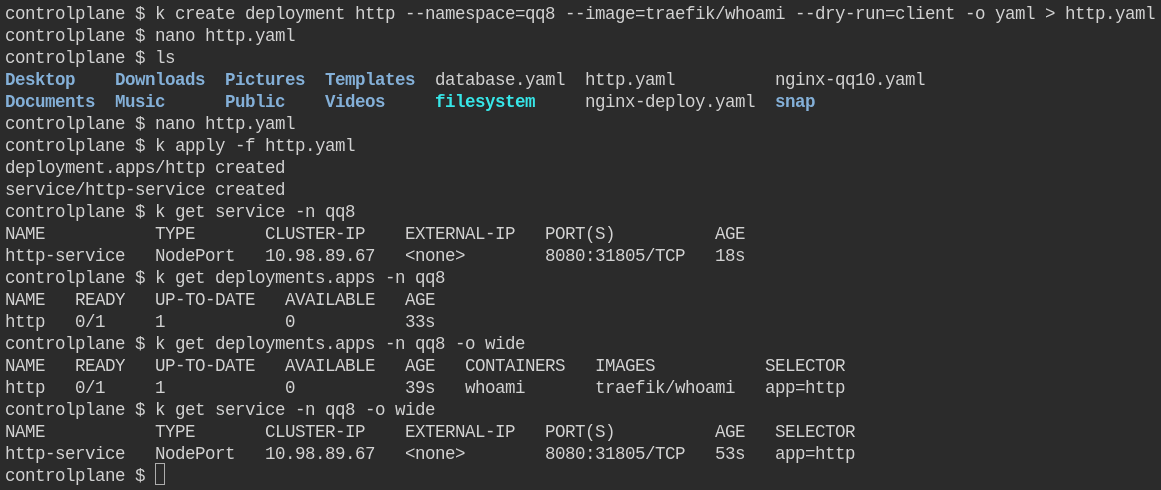 controlplane $ k create deployment http --namespace=qq8 --image=traefik/whoami --dry-run=client -o yaml > http.yaml
controlplane $ nano http.yaml
controlplane $ ls
Desktop    Downloads  Pictures  Templates  database.yaml  http.yaml          nginx-qq10.yaml
Documents  Music      Public    Videos     filesystem     nginx-deploy.yaml  snap
controlplane $ nano http.yaml
controlplane $ k apply -f http.yaml
deployment.apps/http created
service/http-service created
controlplane $ k get service -n qq8
NAME           TYPE       CLUSTER-IP    EXTERNAL-IP   PORT(S)          AGE
http-service   NodePort   10.98.89.67   <none>        8080:31805/TCP   18s
controlplane $ k get deployments.apps -n qq8
NAME   READY   UP-TO-DATE   AVAILABLE   AGE
http   0/1     1            0           33s
controlplane $ k get deployments.apps -n qq8 -o wide
NAME   READY   UP-TO-DATE   AVAILABLE   AGE   CONTAINERS   IMAGES           SELECTOR
http   0/1     1            0           39s   whoami       traefik/whoami   app=http
controlplane $ k get service -n qq8 -o wide
NAME           TYPE       CLUSTER-IP    EXTERNAL-IP   PORT(S)          AGE   SELECTOR
http-service   NodePort   10.98.89.67   <none>        8080:31805/TCP   53s   app=http
controlplane $